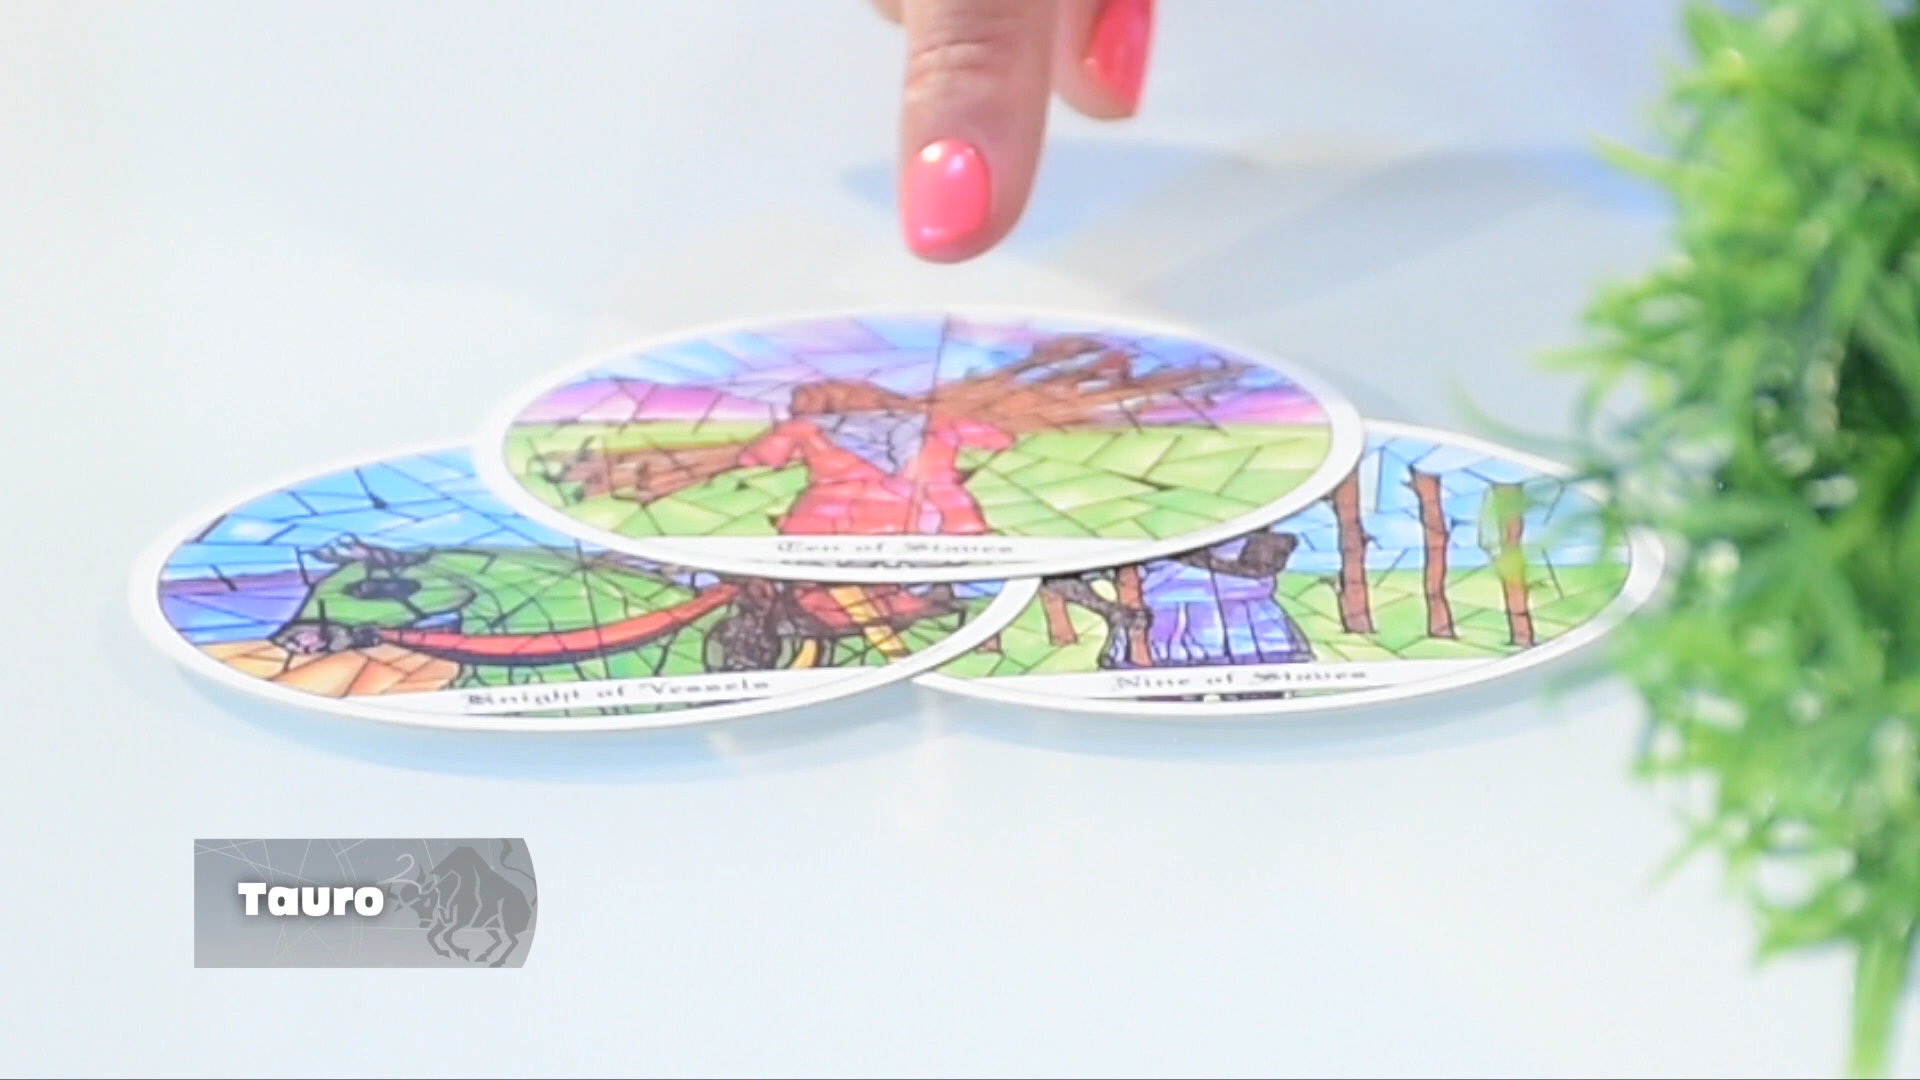 Ten of Staves
Knight of Vessels
Nine of Staves
Tauro